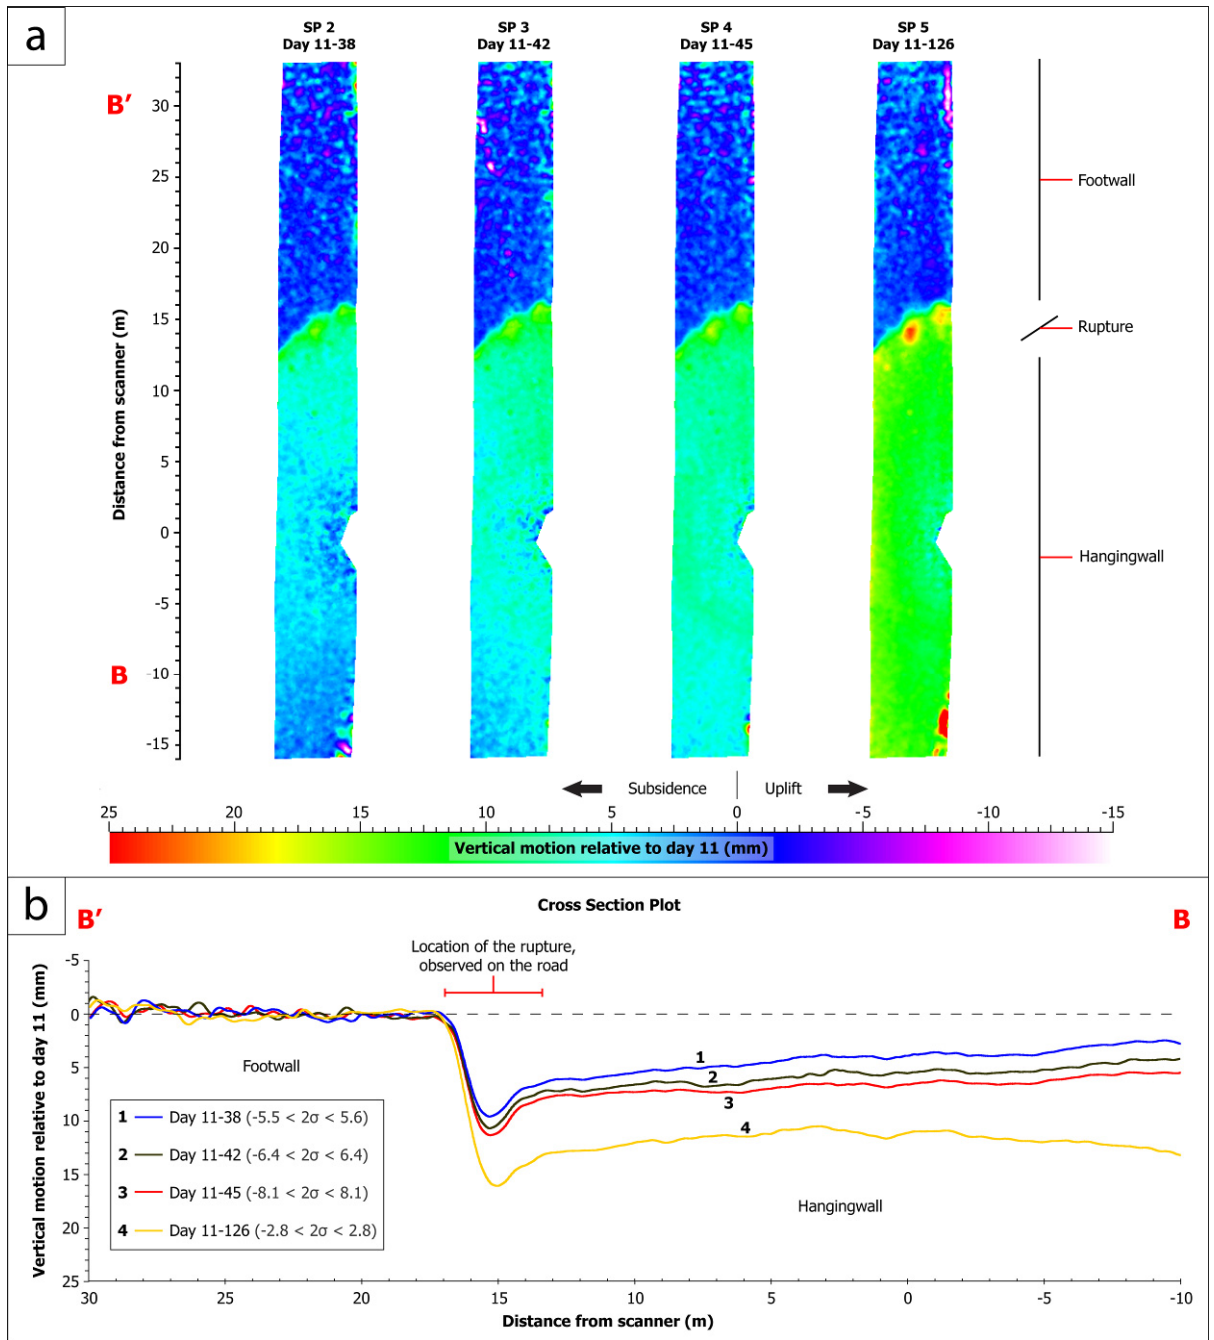 a
SP 2
Day 11-38
SP 3
Day 11-42
SP 4
Day 11-45
SP 5
Day 11-126
B’
B
Distance from scanner (m)
30
25
20
15
10
5
0
-5
-10
-15
Footwall
Rupture
Hangingwall
Subsidence
Uplift
25 20 15 10 5 0 -5 -10 -15
Vertical motion relative to day 11 (mm)
b
B’
Cross Section Plot
B
Location of the rupture,
observed on the road
Vertical motion relative to day 11 (mm)
-5
0
5
10
15
20
25
Footwall
Hangingwall
1
2
3
4
1 Day 11-38 (-5.5 < 2σ < 5.6)
2 Day 11-42 (-6.4 < 2σ < 6.4)
3 Day 11-45 (-8.1 < 2σ < 8.1)
4 Day 11-126 (-2.8 < 2σ < 2.8)
30 25 20 15 10 5 0 -5 -10
Distance from scanner (m)